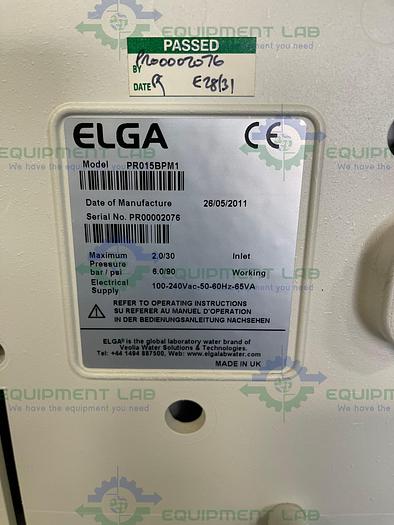 PASSED
PR00002076
BY
DATE
E28/31
ELGA CE
Model PR015BPM1
Date of Manufacture 26/05/2011
Serial No. PR00002076
Maximum 2.0/30 Inlet
Pressure
bar / psi 6.0/90 Working
Electrical
Supply 100-240Vac-50-60Hz-65VA
REFER TO OPERATING INSTRUCTIONS
SU REFERER AU MANUEL D'OPERATION
IN DER BEDIENUNGSANLEITUNG NACHSEHEN
ELGA® is the global laboratory water brand of
Veolia Water Solutions & Technologies.
Tel: +44 1494 887500, Web: www.elgalabwater.com
MADE IN UK
EQUIPMENT LAB
We have the equipment you need